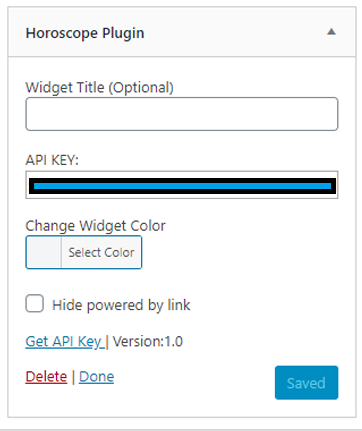 Horoscope Plugin
Widget Title (Optional)
API KEY:
Change Widget Color
Select Color
Hide powered by link
Get API Key | Version:1.0
Delete | Done
Saved